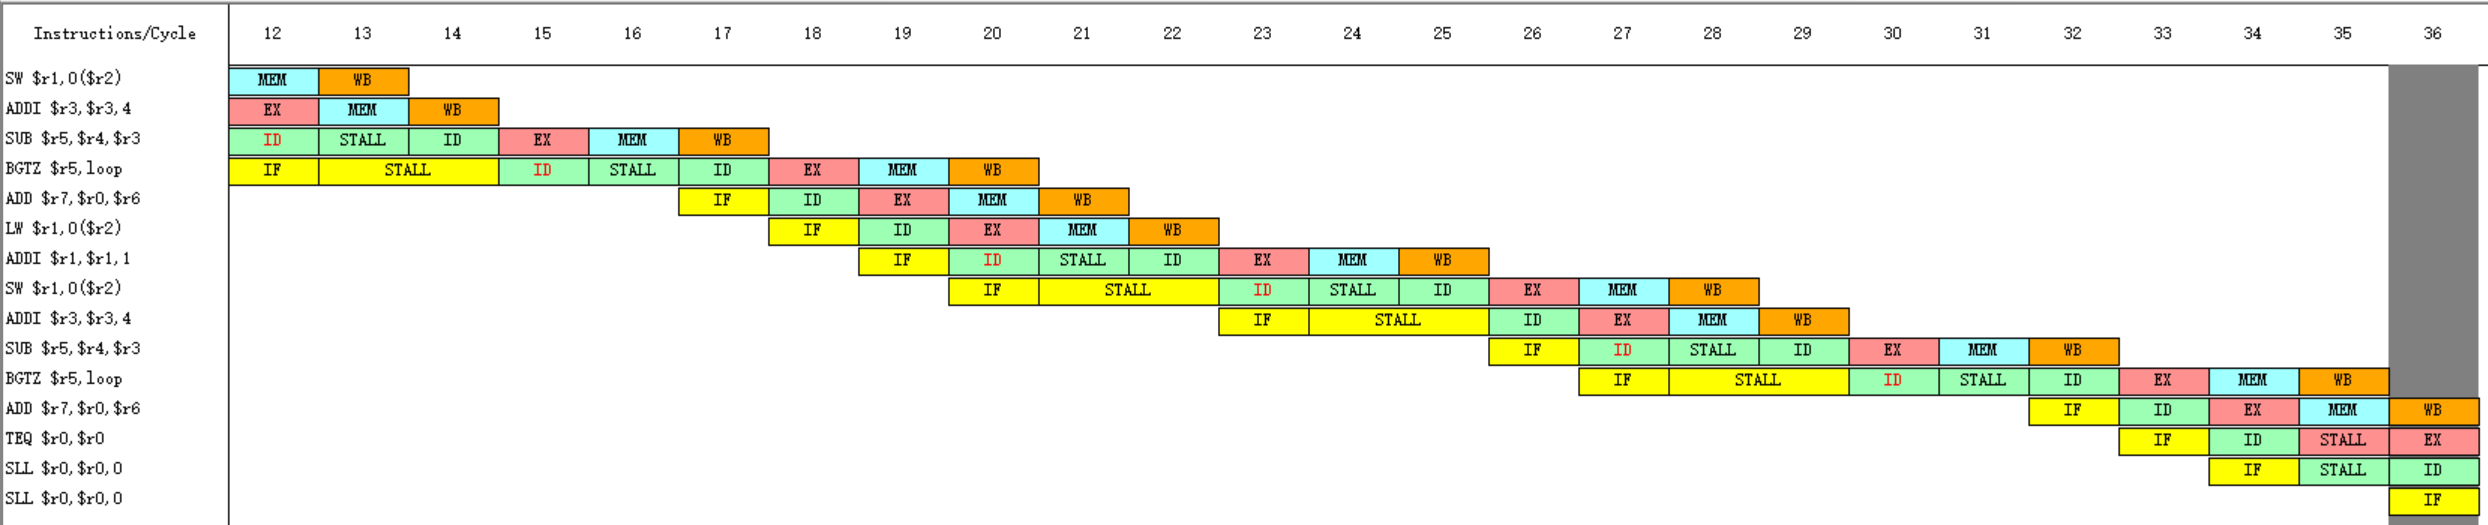 Instructions/Cycle 12 13 14 15 16 17 18 19 20 21 22 23 24 25 26 27 28 29 30 31 32 33 34 35 36
SW $r1,0($r2) MEM WB
ADDI $r3,$r3,4 EX MEM WB
SUB $r5,$r4,$r3 ID STALL ID EX MEM WB
BGTZ $r5,loop IF STALL ID STALL ID EX MEM WB
ADD $r7,$r0,$r6 IF ID EX MEM WB
LW $r1,0($r2) IF ID EX MEM WB
ADDI $r1,$r1,1 IF ID STALL ID EX MEM WB
SW $r1,0($r2) IF STALL ID STALL ID EX MEM WB
ADDI $r3,$r3,4 IF STALL ID EX MEM WB
SUB $r5,$r4,$r3 IF ID STALL ID EX MEM WB
BGTZ $r5,loop IF STALL ID STALL ID EX MEM WB
ADD $r7,$r0,$r6 IF ID EX MEM WB
TEQ $r0,$r0 IF ID STALL EX
SLL $r0,$r0,0 IF STALL ID
SLL $r0,$r0,0 IF